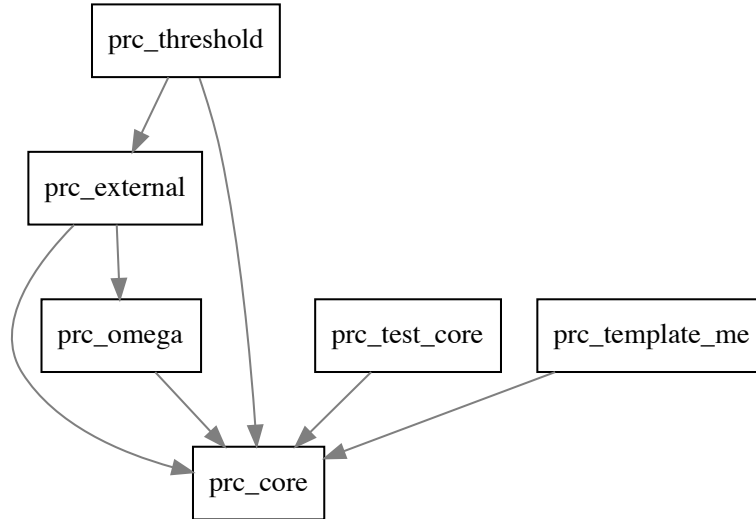 prc_threshold
prc_external
prc_omega
prc_test_core
prc_template_me
prc_core